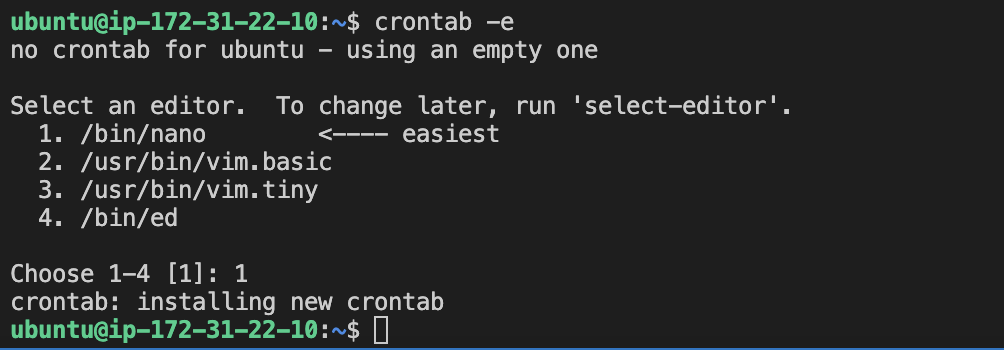 ubuntu@ip-172-31-22-10:~$ crontab -e
no crontab for ubuntu - using an empty one

Select an editor.  To change later, run 'select-editor'.
  1. /bin/nano        <---- easiest
  2. /usr/bin/vim.basic
  3. /usr/bin/vim.tiny
  4. /bin/ed

Choose 1-4 [1]: 1
crontab: installing new crontab
ubuntu@ip-172-31-22-10:~$